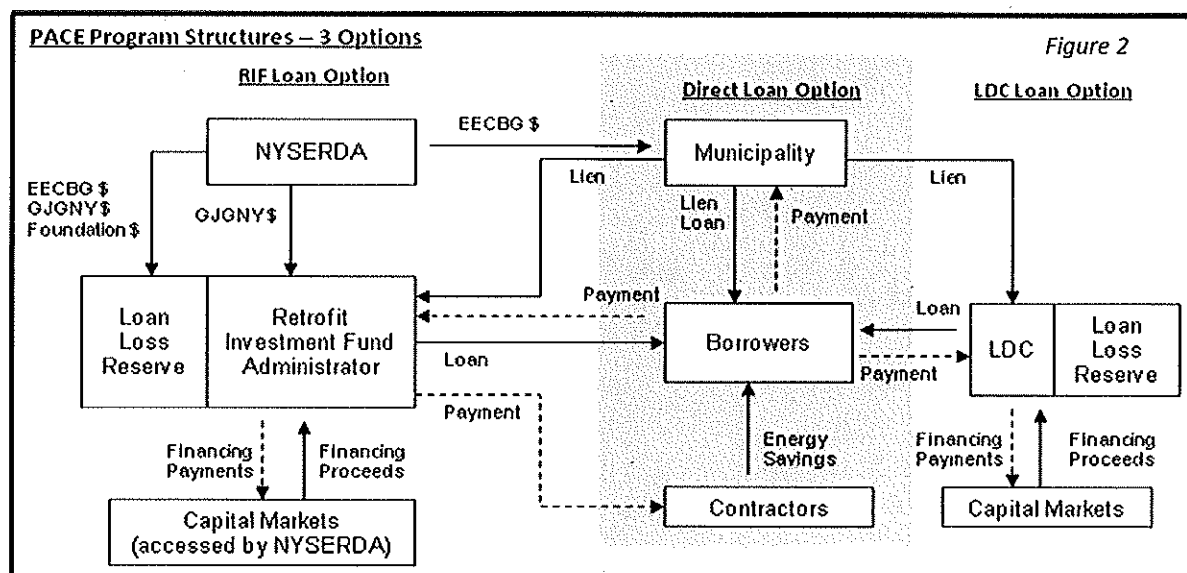 PACE Program Structures – 3 Options
Figure 2
RIF Loan Option
Direct Loan Option
LDC Loan Option
EECBG $
NYSERDA
Municipality
Lien
Lien
EECBG $
GJGNY $
Foundation $
GJGNY $
Lien
Loan
Payment
Loan
Loss
Reserve
Retrofit
Investment Fund
Administrator
Payment
Loan
Borrowers
Loan
Payment
LDC
Loan
Loss
Reserve
Payment
Financing
Payments
Financing
Proceeds
Energy
Savings
Financing
Payments
Financing
Proceeds
Capital Markets
(accessed by NYSERDA)
Contractors
Capital Markets